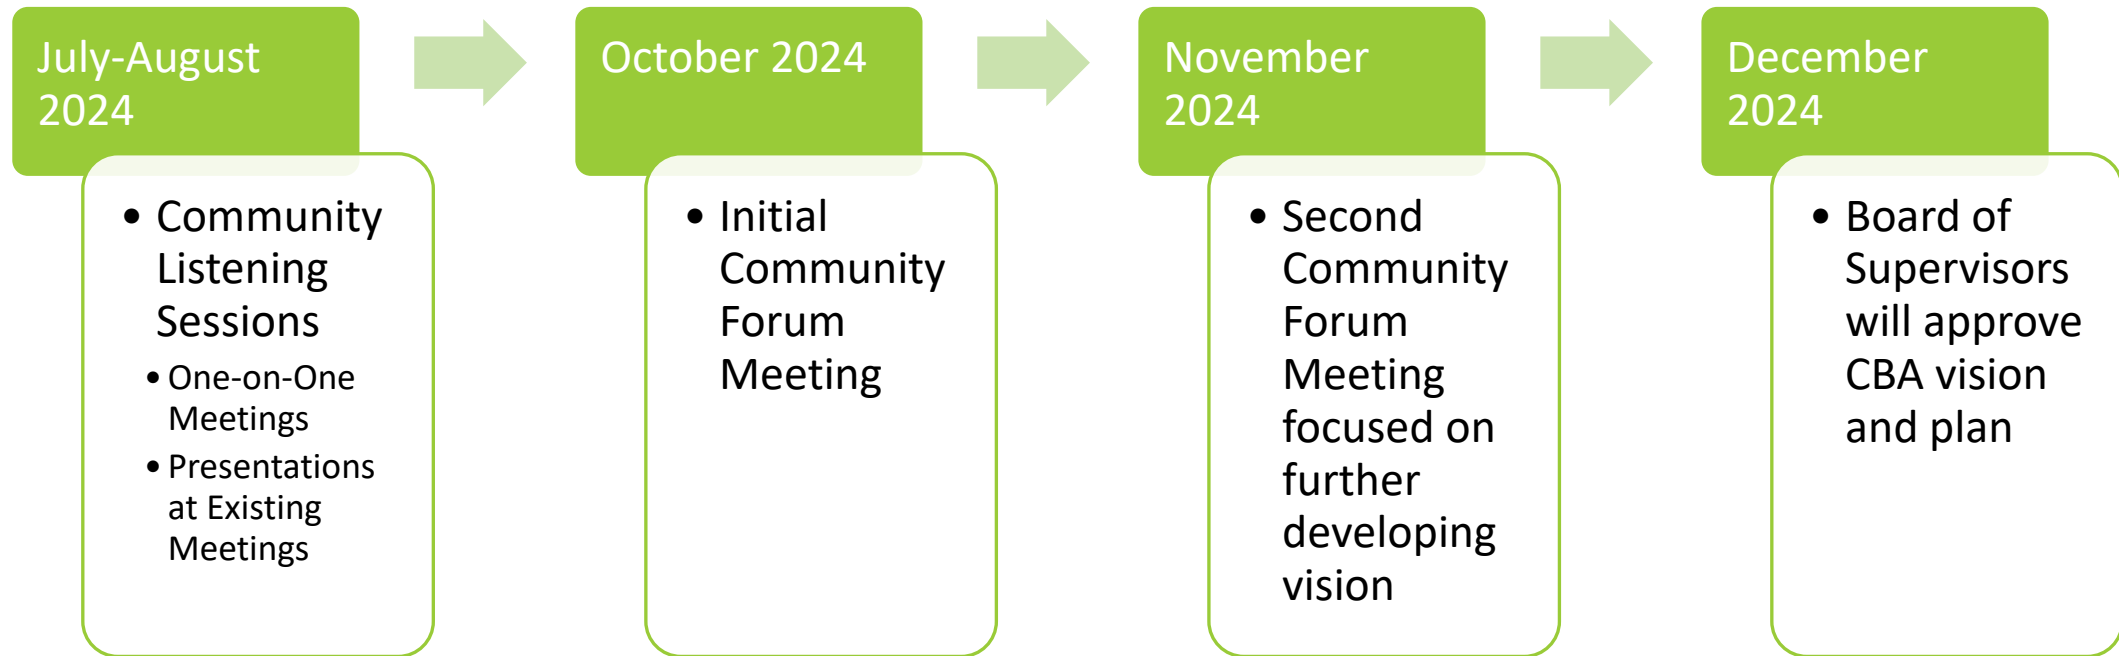 July-August
2024
• Community
Listening
Sessions
• One-on-One
Meetings
• Presentations
at Existing
Meetings
October 2024
• Initial
Community
Forum
Meeting
November
2024
• Second
Community
Forum
Meeting
focused on
further
developing
vision
December
2024
• Board of
Supervisors
will approve
CBA vision
and plan